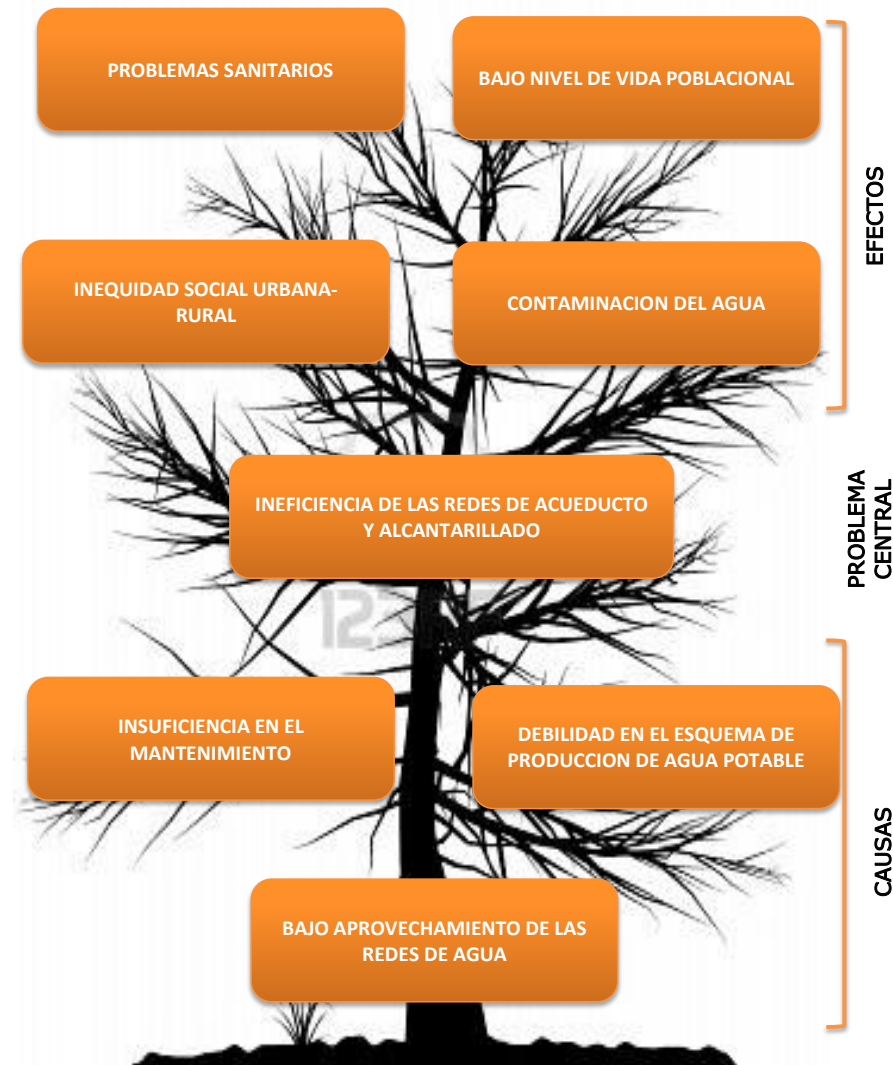 PROBLEMAS SANITARIOS
BAJO NIVEL DE VIDA POBLACIONAL
EFECTOS
INEQUIDAD SOCIAL URBANA-
RURAL
CONTAMINACION DEL AGUA
INEFICIENCIA DE LAS REDES DE ACUEDUCTO
Y ALCANTARILLADO
PROBLEMA
CENTRAL
INSUFICIENCIA EN EL
MANTENIMIENTO
DEBILIDAD EN EL ESQUEMA DE
PRODUCCION DE AGUA POTABLE
CAUSAS
BAJO APROVECHAMIENTO DE LAS
REDES DE AGUA